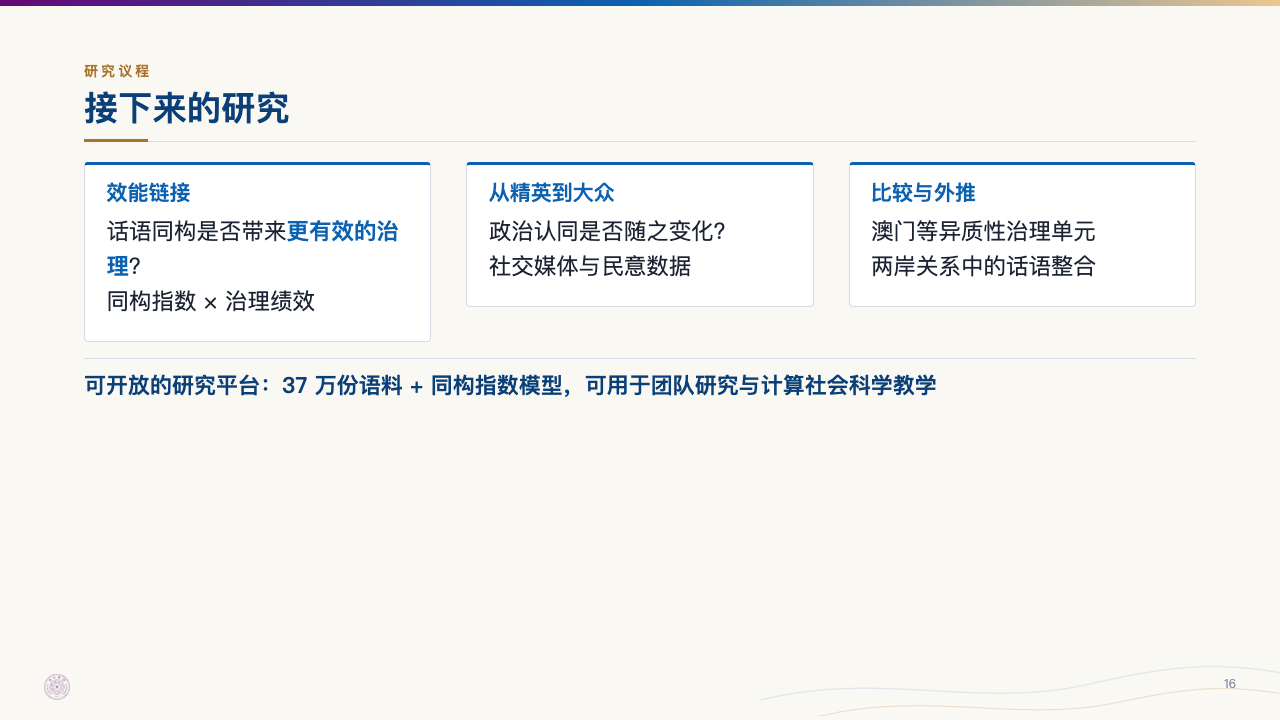 研究议程
接下来的研究
效能链接
话语同构是否带来更有效的治
理?
同构指数 × 治理绩效
从精英到大众
政治认同是否随之变化?
社交媒体与民意数据
比较与外推
澳门等异质性治理单元
两岸关系中的话语整合
可开放的研究平台：37 万份语料 + 同构指数模型，可用于团队研究与计算社会科学教学
16